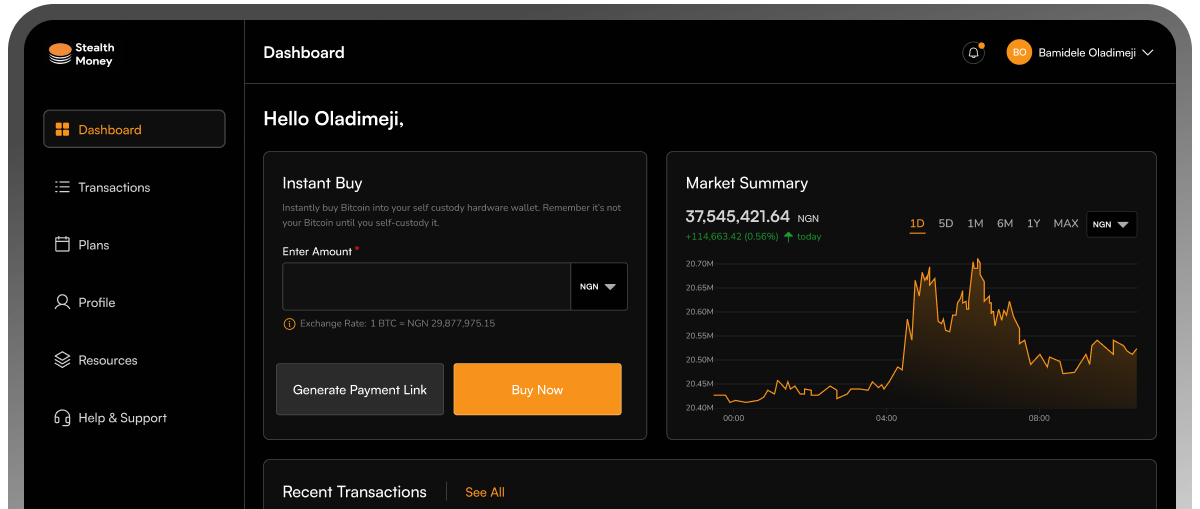 Stealth
Money
Dashboard
BO
Bamidele Oladimeji
Dashboard
Transactions
Plans
Profile
Resources
Help & Support
Hello Oladimeji,
Instant Buy
Instantly buy Bitcoin into your self custody hardware wallet. Remember it's not
your Bitcoin until you self-custody it.
Enter Amount *
NGN
Exchange Rate: 1 BTC = NGN 29,877,975.15
Generate Payment Link
Buy Now
Market Summary
37,545,421.64 NGN
+114,663.42 (0.56%) today
1D 5D 1M 6M 1Y MAX NGN
20.70M
20.65M
20.60M
20.55M
20.50M
20.45M
20.40M
00:00 04:00 08:00
Recent Transactions
See All